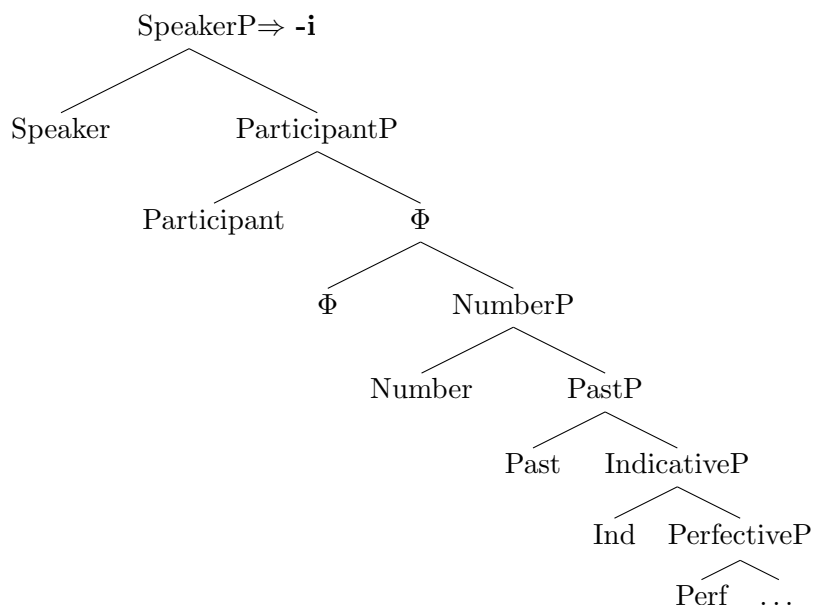 SpeakerP⇒ -i
Speaker ParticipantP
Participant Φ
Φ NumberP
Number PastP
Past IndicativeP
Ind PerfectiveP
Perf ...